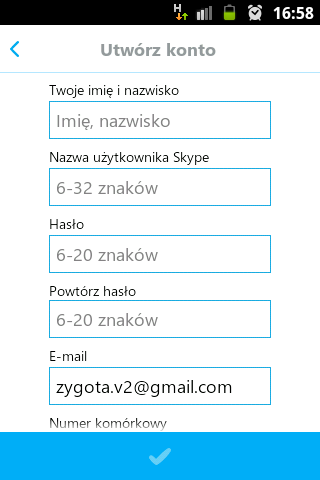 H
16:58
Utwórz konto
Twoje imię i nazwisko
Imię, nazwisko
Nazwa użytkownika Skype
6-32 znaków
Hasło
6-20 znaków
Powtórz hasło
6-20 znaków
E-mail
zygota.v2@gmail.com
Numer komórkowy